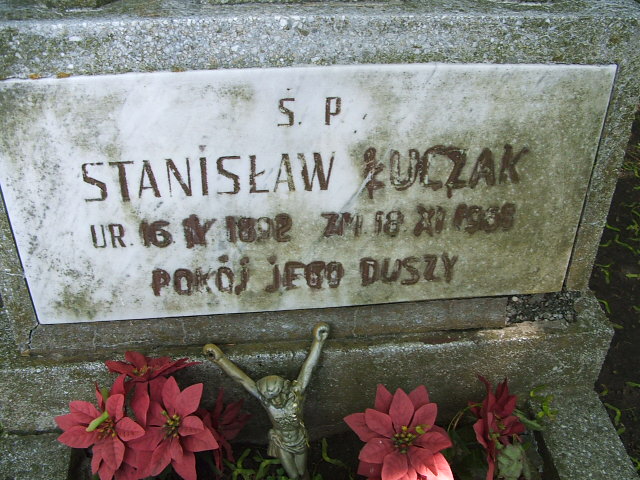 Ś. P.
STANISŁAW ŁUCZAK
UR. 16 IV 1892 ZM. 18 XI
POKÓJ JEGO DUSZY